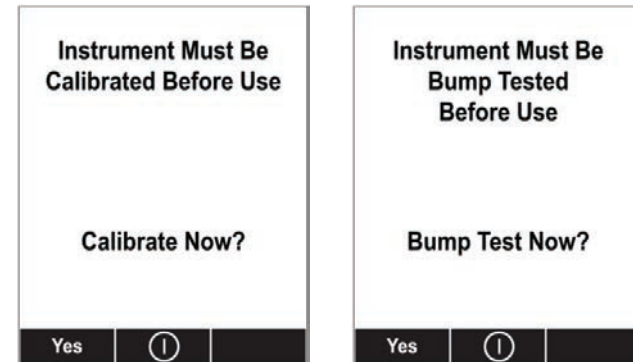 Instrument Must Be
Calibrated Before Use
Calibrate Now?
Yes
Instrument Must Be
Bump Tested
Before Use
Bump Test Now?
Yes